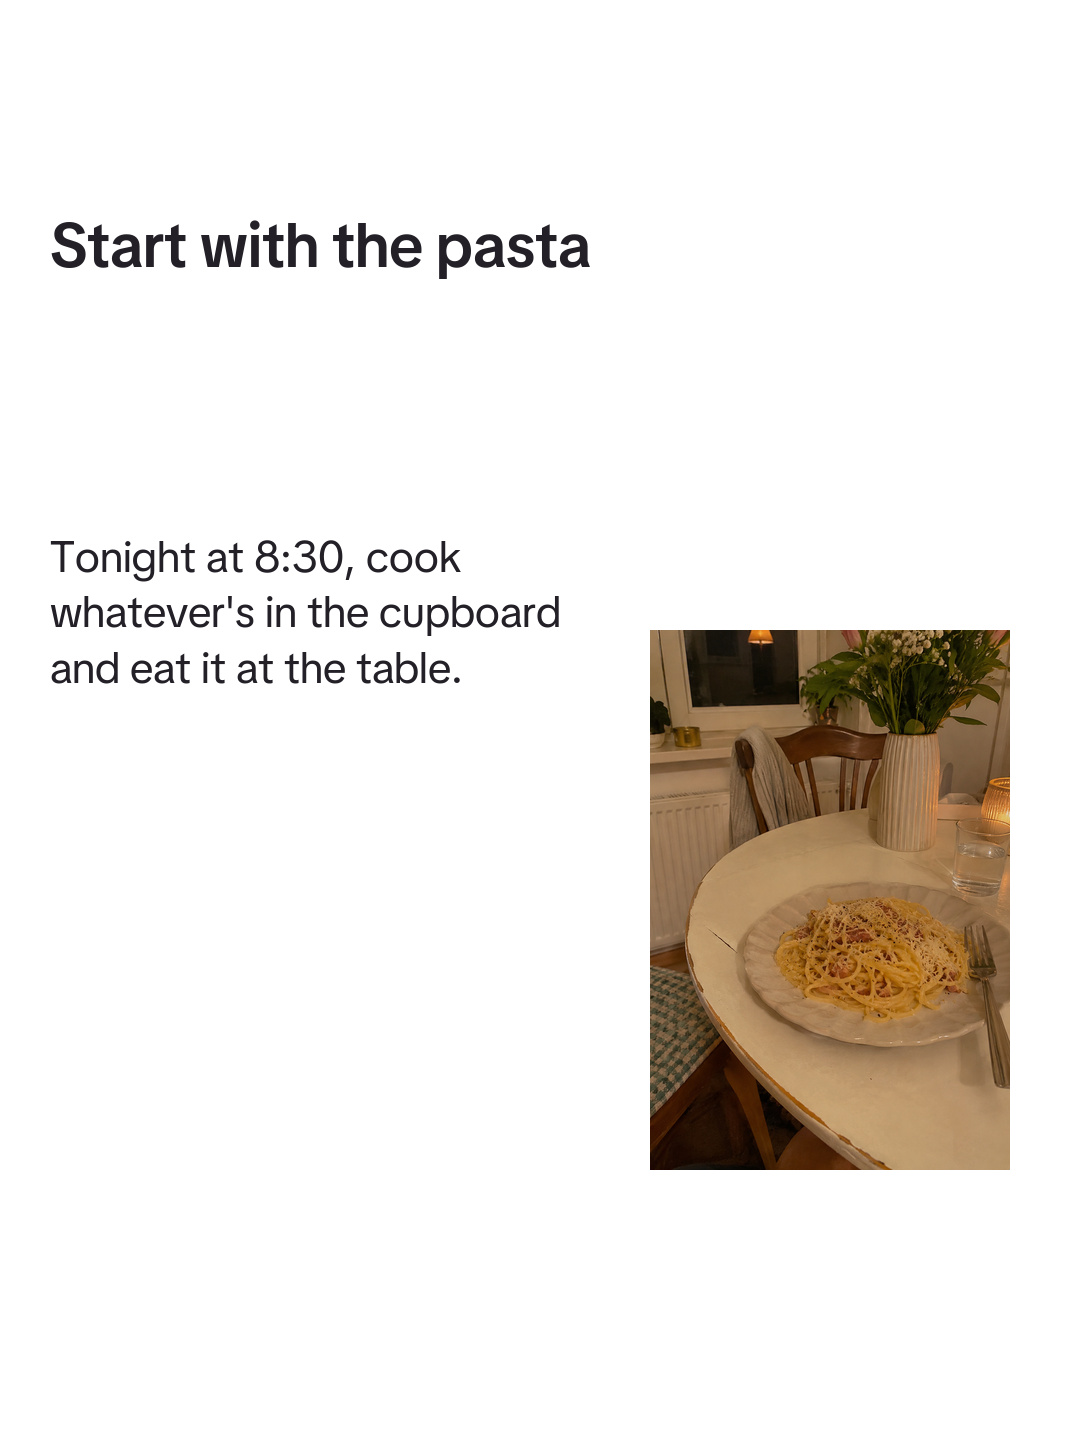 Start with the pasta
Tonight at 8:30, cook
whatever's in the cupboard
and eat it at the table.